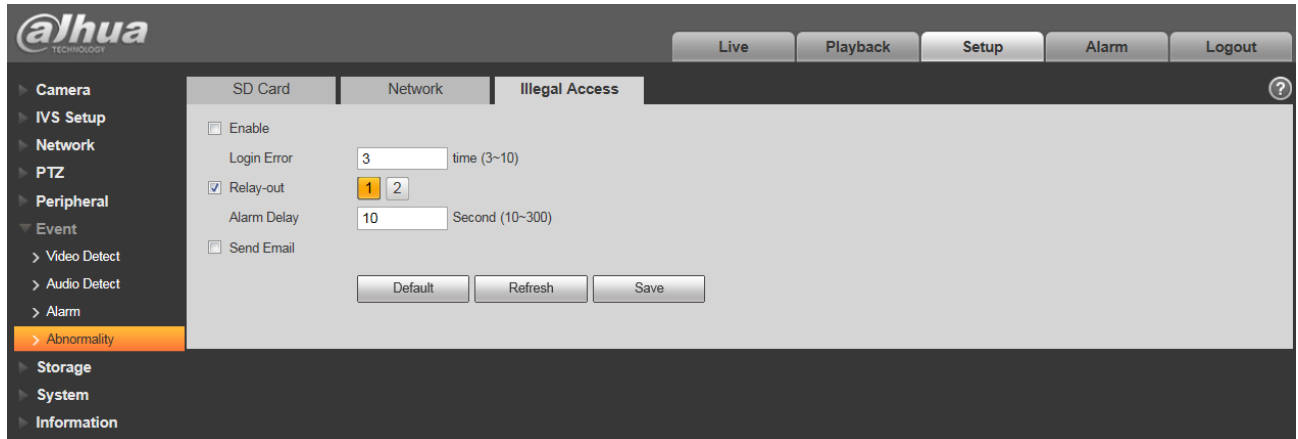 alhua
TECHNOLOGY
Live Playback Setup Alarm Logout
Camera
IVS Setup
Network
PTZ
Peripheral
Event
Video Detect
Audio Detect
Alarm
Abnormality
Storage
System
Information
SD Card Network Illegal Access ?
Enable
Login Error 3 time (3~10)
Relay-out 1 2
Alarm Delay 10 Second (10~300)
Send Email
Default Refresh Save